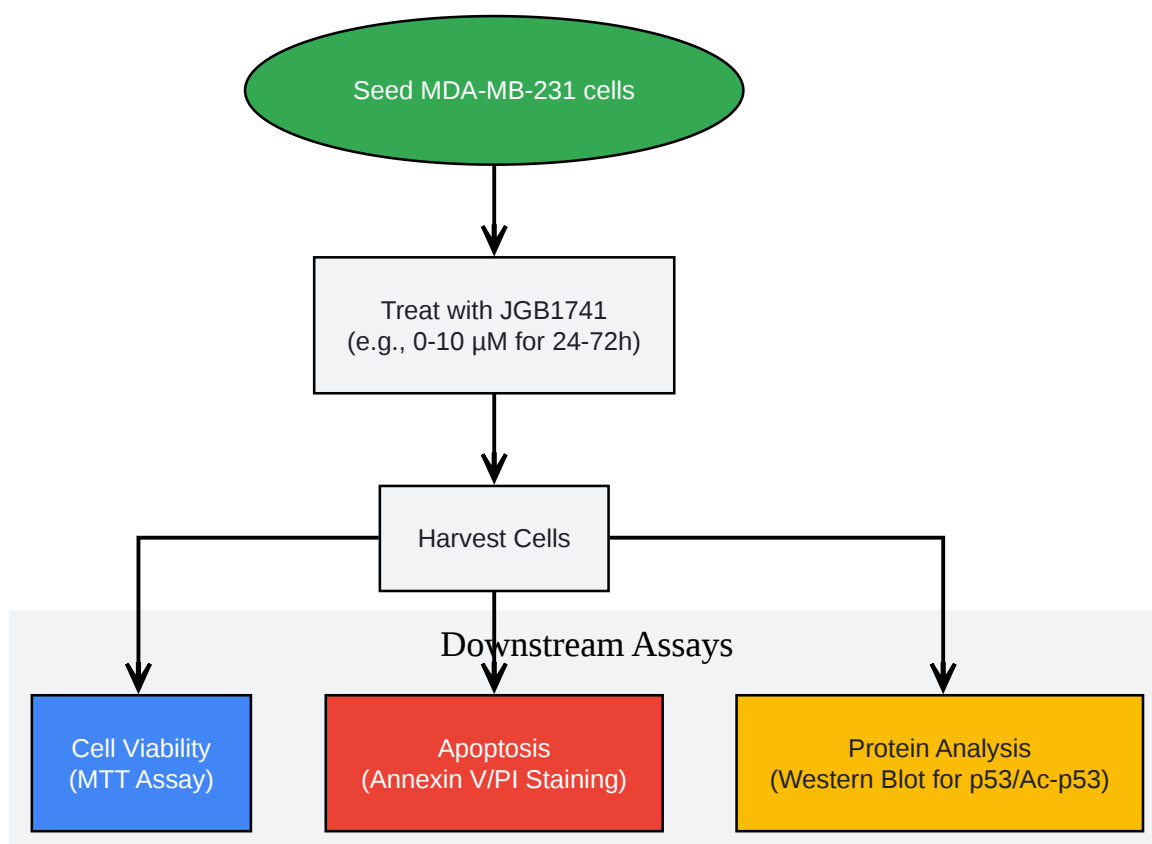 Seed MDA-MB-231 cells
Treat with JGB1741
(e.g., 0-10 µM for 24-72h)
Harvest Cells
Downstream Assays
Cell Viability
(MTT Assay)
Apoptosis
(Annexin V/PI Staining)
Protein Analysis
(Western Blot for p53/Ac-p53)